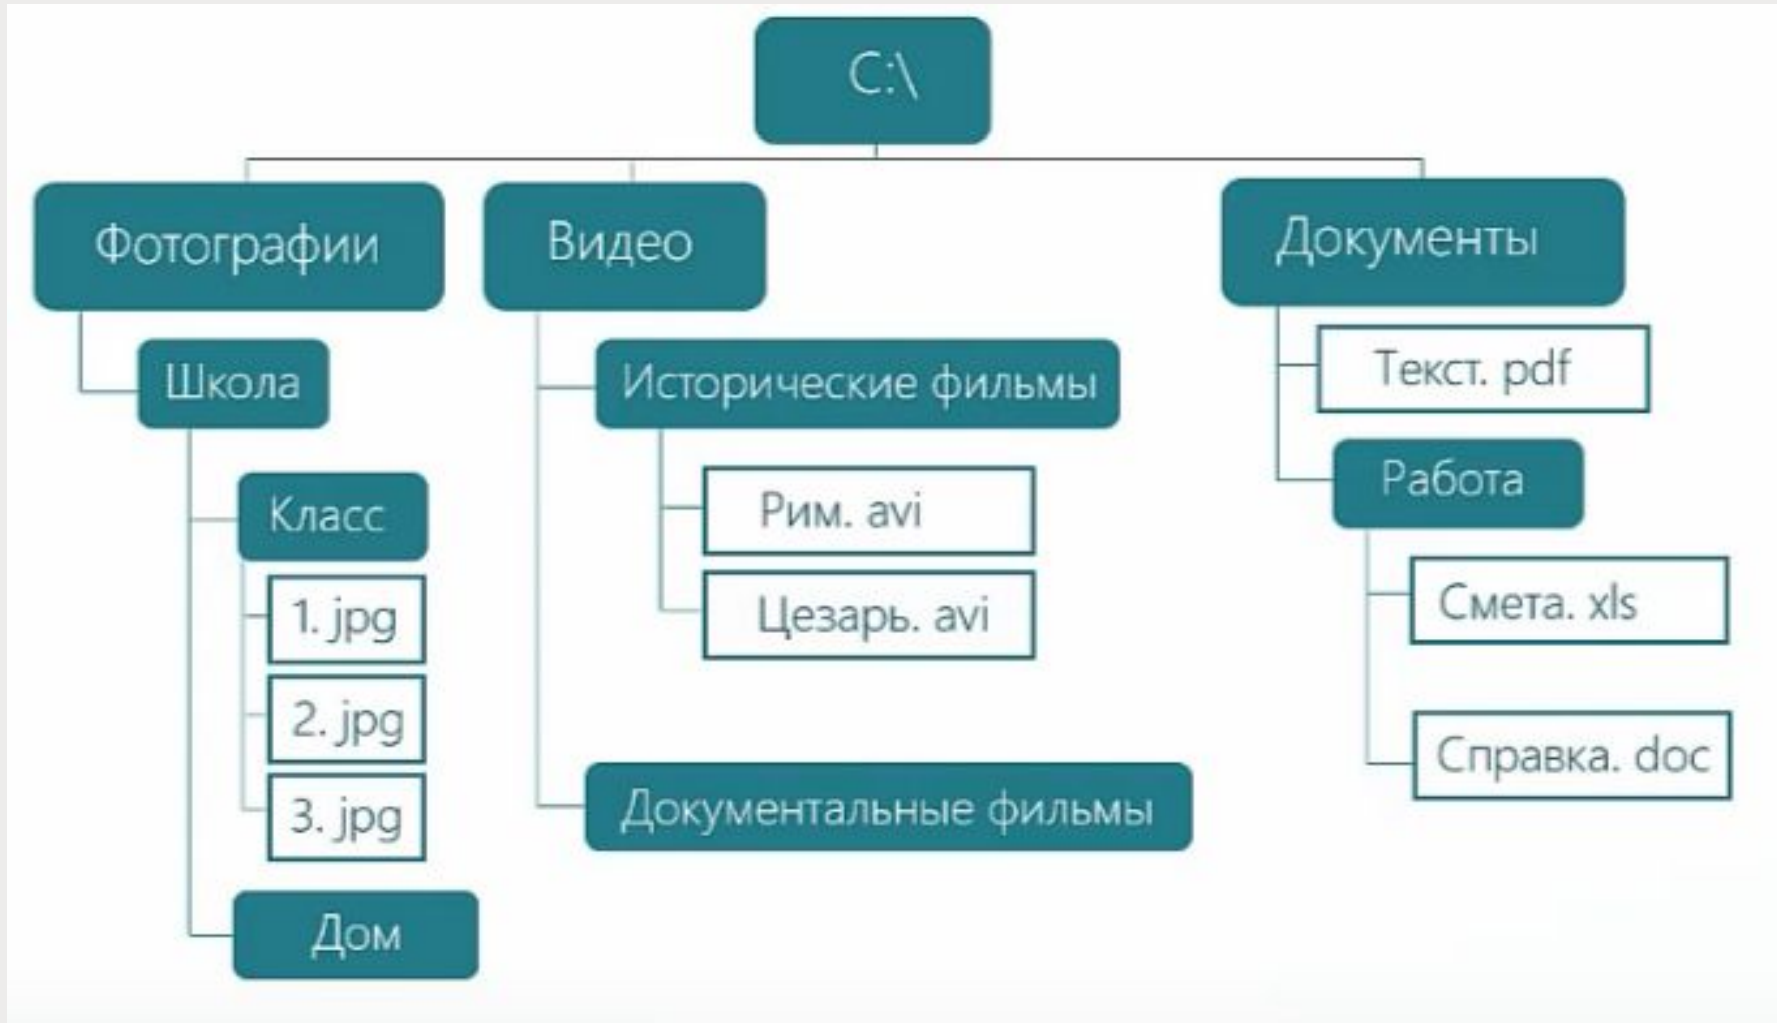 C:\
Фотографии
Школа
Класс
1. jpg
2. jpg
3. jpg
Дом
Видео
Исторические фильмы
Рим. avi
Цезарь. avi
Документальные фильмы
Документы
Текст. pdf
Работа
Смета. xls
Справка. doc